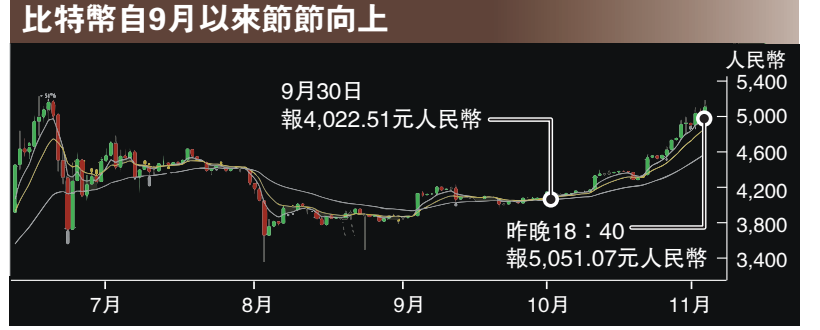 比特幣自9月以來節節向上
人民幣
5,400
5,000
4,600
4,200
3,800
3,400
9月30日
報4,022.51元人民幣
昨晚18：40
報5,051.07元人民幣
7月
8月
9月
10月
11月